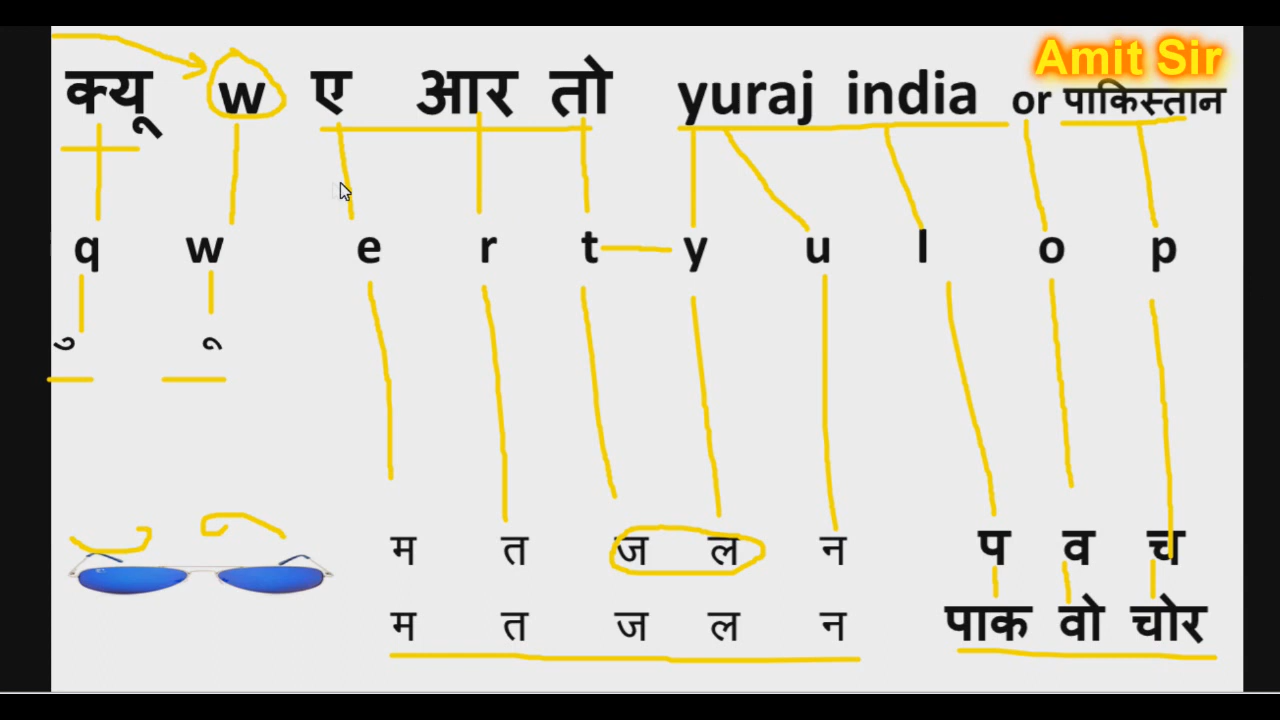 Amit Sir
क्यू w ए आर तो yuraj india or पाकिस्तान
q w e r t y u I o p
ु ू
म त ज ल न प व च
म त ज ल न पाक वो चोर